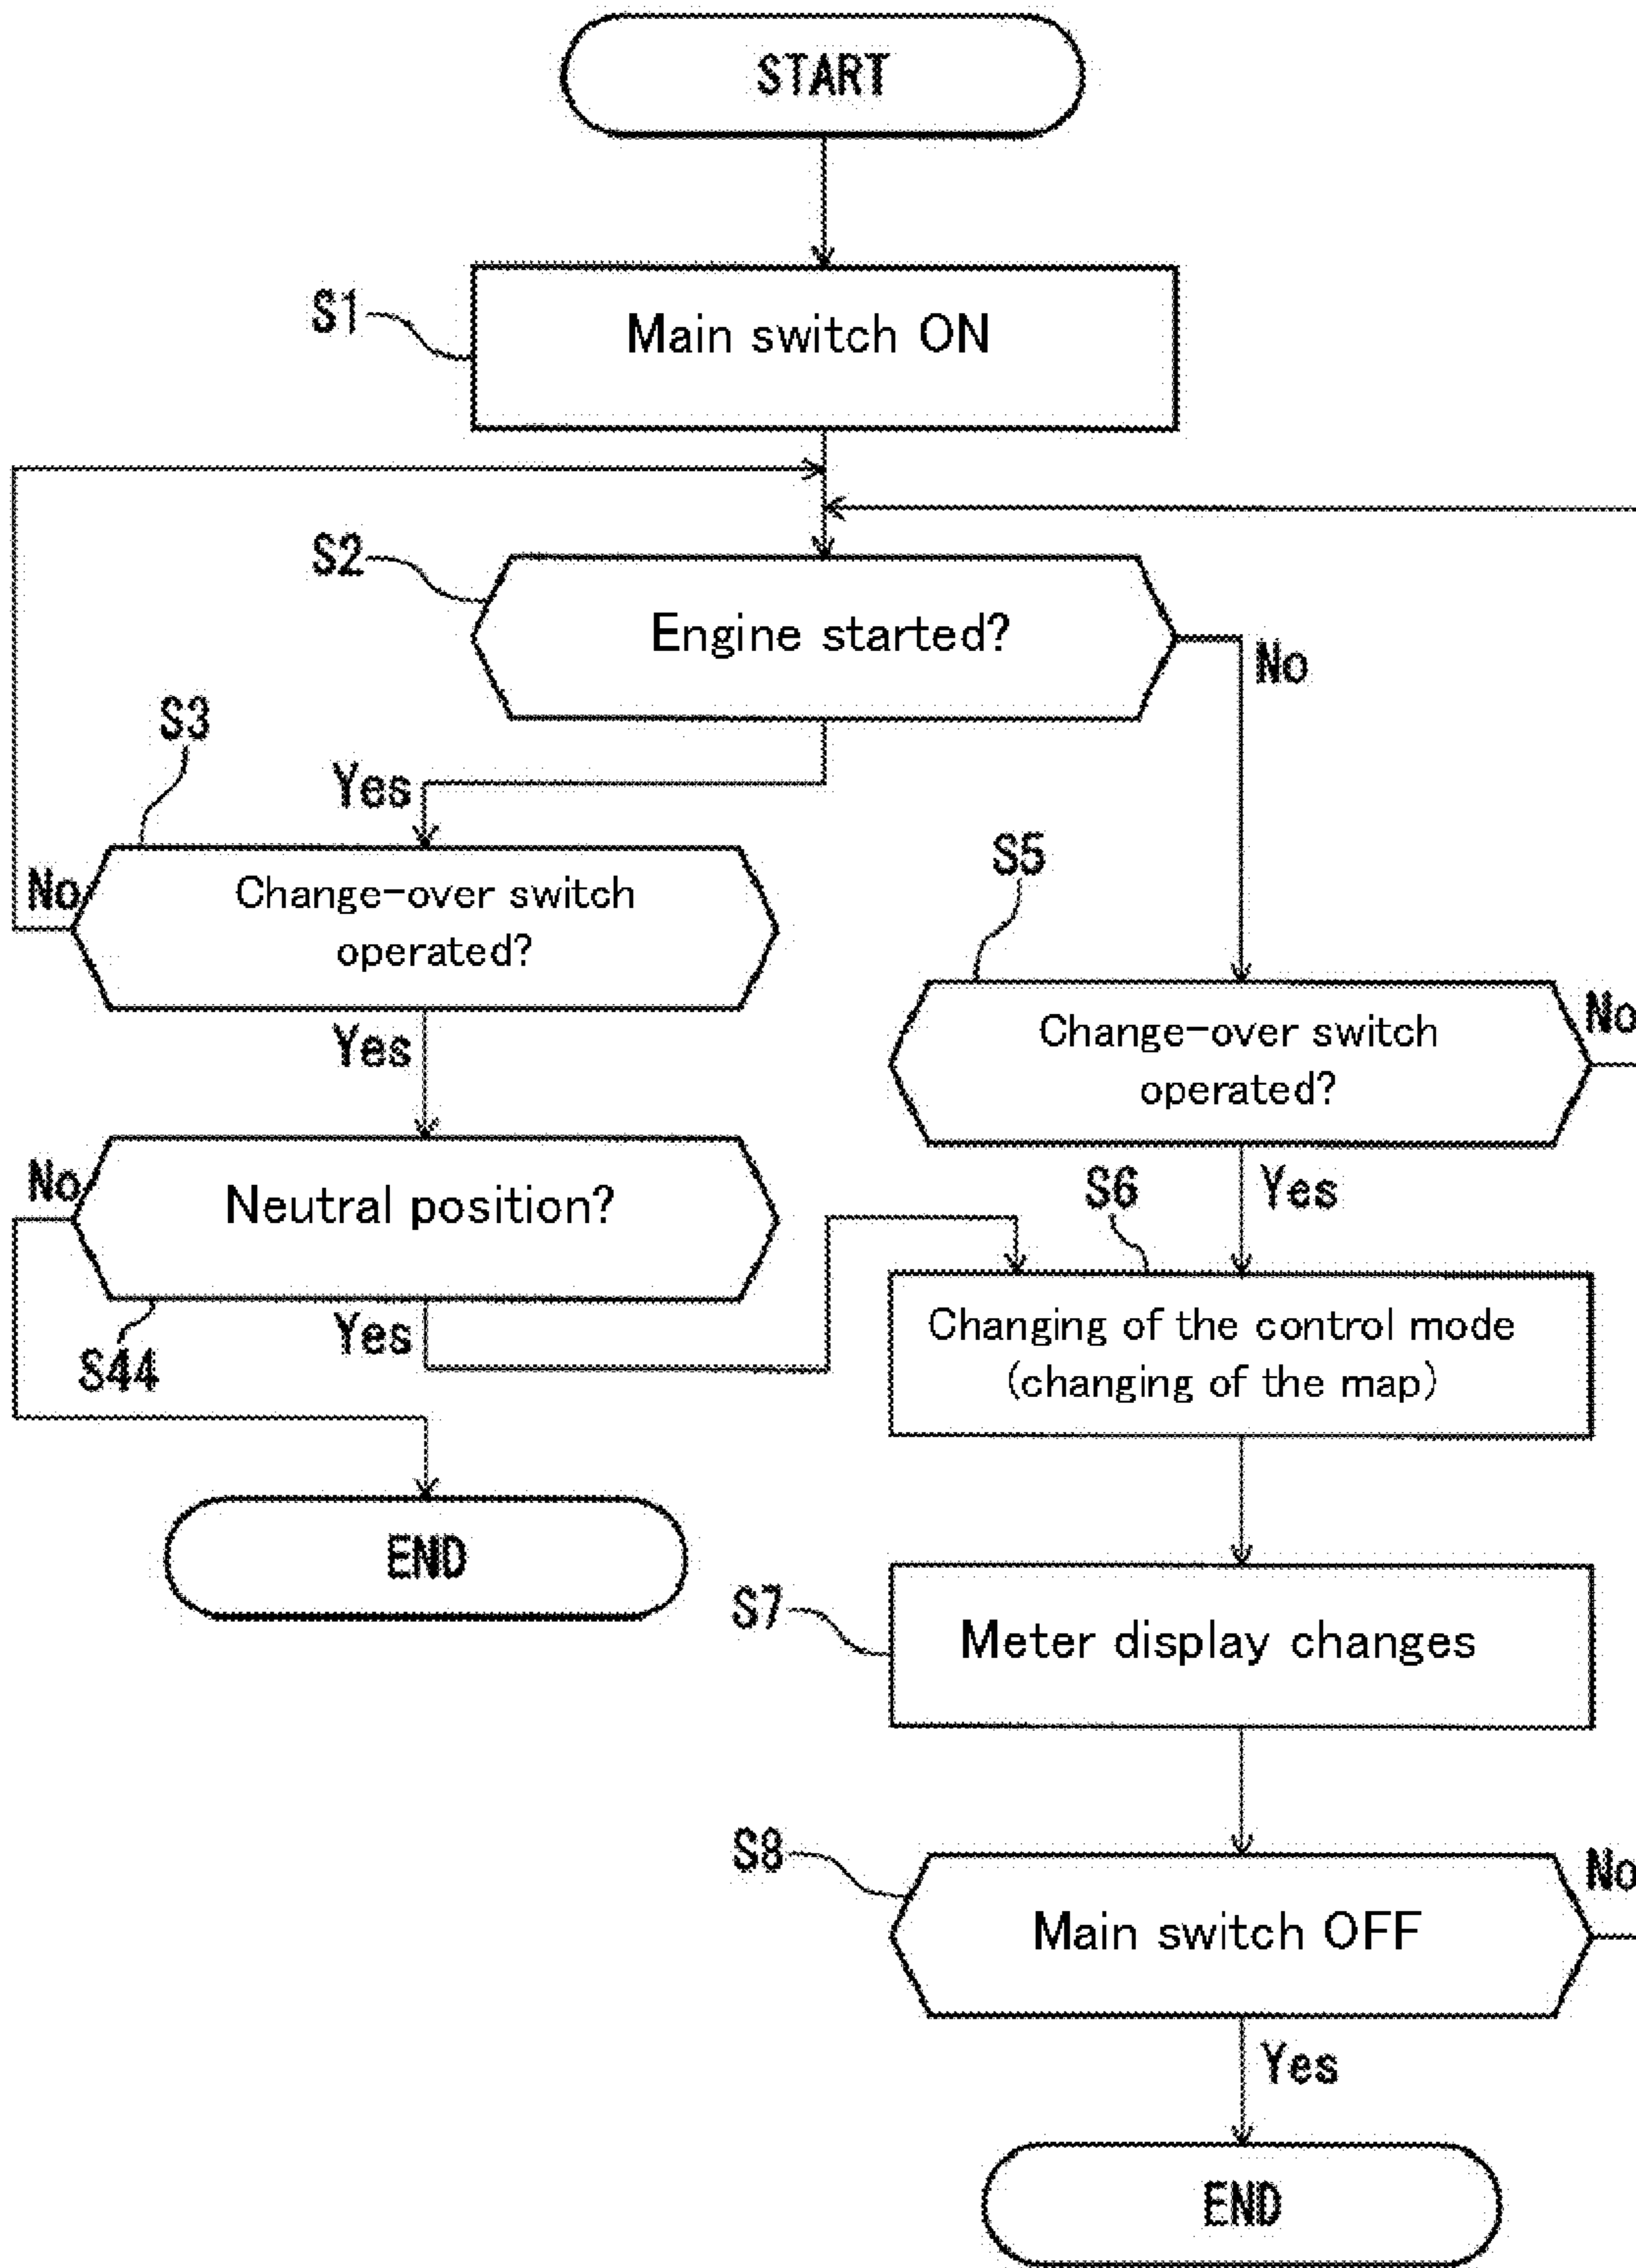 START
S1
Main switch ON
S2
Engine started?
No
S3
Yes
No
Change-over switch
operated?
S5
Yes
Change-over switch
operated?
No
No
Neutral position?
S6
Yes
S44
Yes
Changing of the control mode
(changing of the map)
END
S7
Meter display changes
S8
Main switch OFF
No
Yes
END